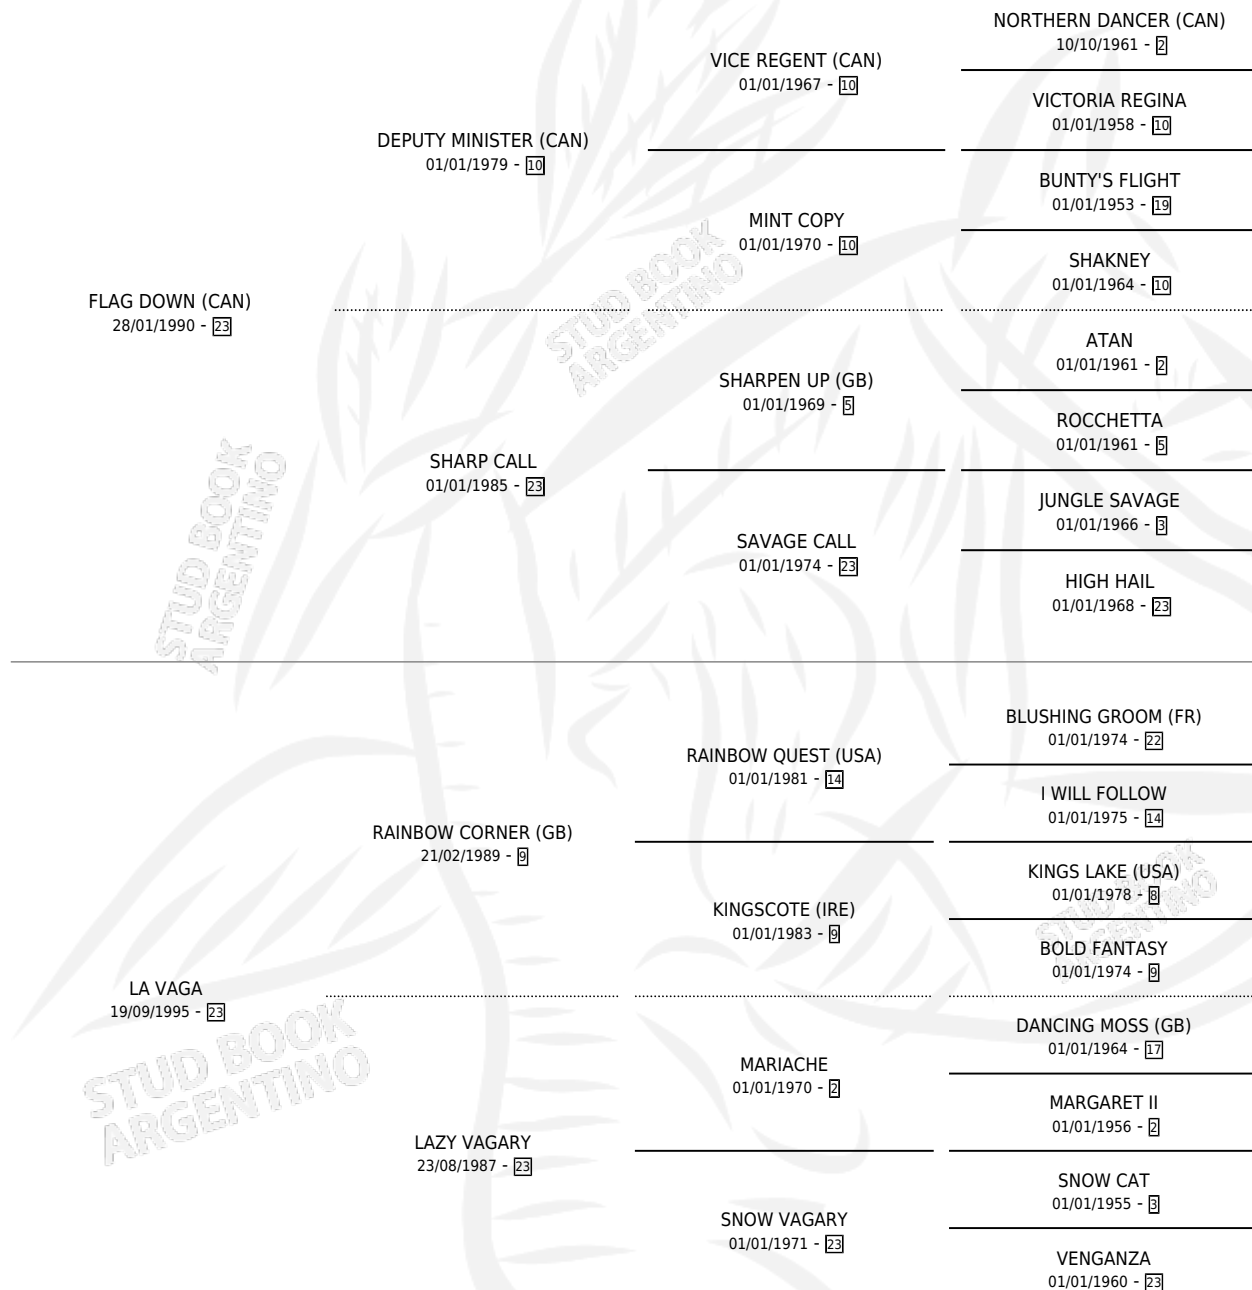 NORTHERN DANCER (CAN)
10/10/1961 - 2
VICE REGENT (CAN)
01/01/1967 - 10
VICTORIA REGINA
01/01/1958 - 10
DEPUTY MINISTER (CAN)
01/01/1979 - 10
BUNTY'S FLIGHT
01/01/1953 - 19
MINT COPY
01/01/1970 - 10
SHAKNEY
01/01/1964 - 10
FLAG DOWN (CAN)
28/01/1990 - 23
ATAN
01/01/1961 - 2
SHARPEN UP (GB)
01/01/1969 - 5
ROCCHETTA
01/01/1961 - 5
SHARP CALL
01/01/1985 - 23
JUNGLE SAVAGE
01/01/1966 - 3
SAVAGE CALL
01/01/1974 - 23
HIGH HAIL
01/01/1968 - 23
BLUSHING GROOM (FR)
01/01/1974 - 22
RAINBOW QUEST (USA)
01/01/1981 - 14
I WILL FOLLOW
01/01/1975 - 14
RAINBOW CORNER (GB)
21/02/1989 - 9
KINGS LAKE (USA)
01/01/1978 - 8
KINGSCOTE (IRE)
01/01/1983 - 9
BOLD FANTASY
01/01/1974 - 9
LA VAGA
19/09/1995 - 23
DANCING MOSS (GB)
01/01/1964 - 17
MARIACHE
01/01/1970 - 2
MARGARET II
01/01/1956 - 2
LAZY VAGARY
23/08/1987 - 23
SNOW CAT
01/01/1955 - 3
SNOW VAGARY
01/01/1971 - 23
VENGANZA
01/01/1960 - 23
STUD BOOK
ARGENTINO
STUD BOOK
ARGENTINO
STUD BOOK
ARGENTINO
STUD BOOK
ARGENTINO